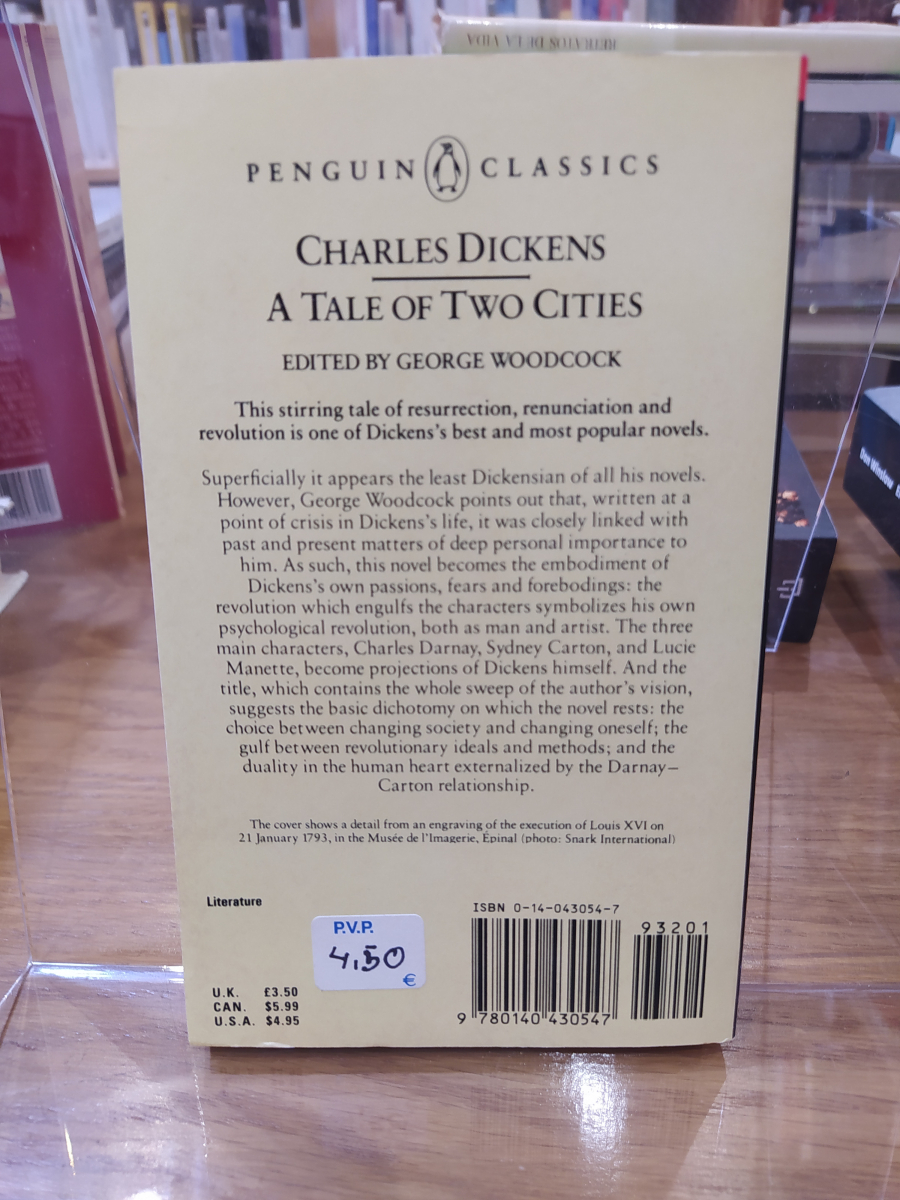 RETRATOS DE LA VIDA
PENGUIN CLASSICS
CHARLES DICKENS
A TALE OF TWO CITIES
EDITED BY GEORGE WOODCOCK
This stirring tale of resurrection, renunciation and
revolution is one of Dickens's best and most popular novels.
Superficially it appears the least Dickensian of all his novels.
However, George Woodcock points out that, written at a
point of crisis in Dickens's life, it was closely linked with
past and present matters of deep personal importance to
him. As such, this novel becomes the embodiment of
Dickens's own passions, fears and forebodings: the
revolution which engulfs the characters symbolizes his own
psychological revolution, both as man and artist. The three
main characters, Charles Darnay, Sydney Carton, and Lucie
Manette, become projections of Dickens himself. And the
title, which contains the whole sweep of the author's vision,
suggests the basic dichotomy on which the novel rests: the
choice between changing society and changing oneself; the
gulf between revolutionary ideals and methods; and the
duality in the human heart externalized by the Darnay–
Carton relationship.
The cover shows a detail from an engraving of the execution of Louis XVI on
21 January 1793, in the Musée de l'Imagerie, Épinal (photo: Snark International)
Literature
P.V.P.
4,50
€
U.K. £3.50
CAN. $5.99
U.S.A. $4.95
ISBN 0-14-043054-7
93201
9 780140 430547
Don Winslow